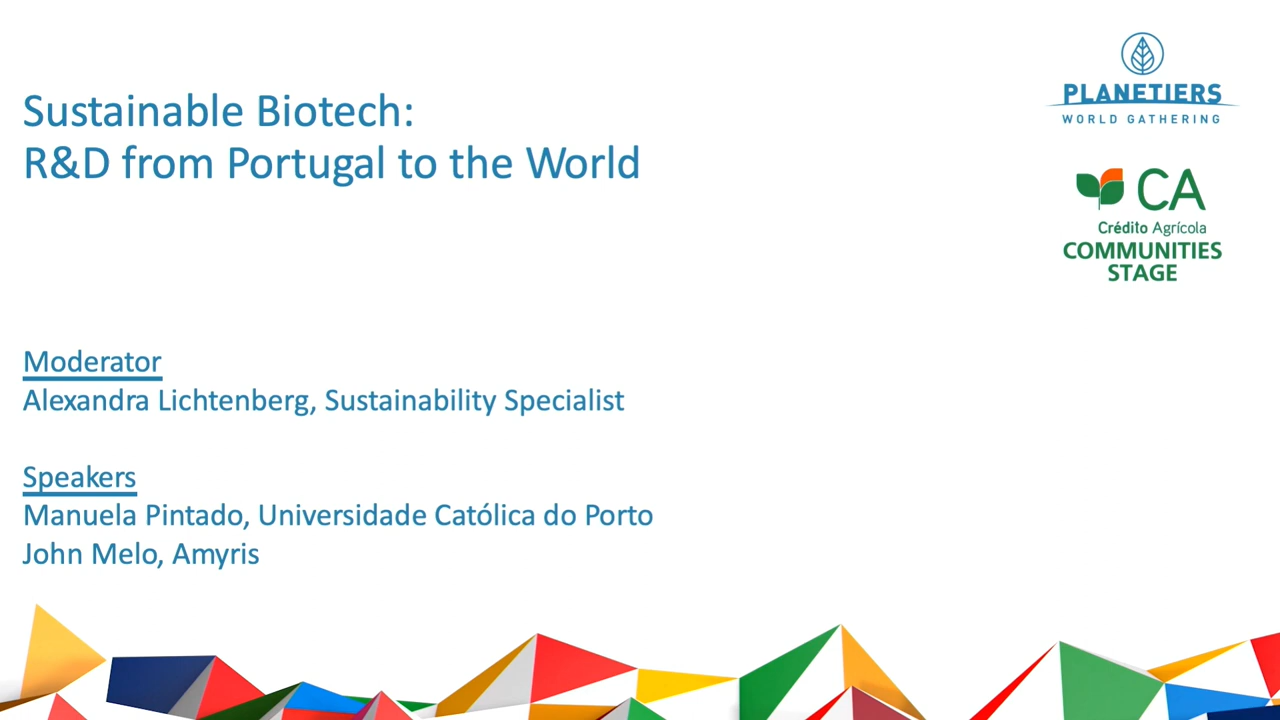 Sustainable Biotech:
R&D from Portugal to the World
PLANETIERS
WORLD GATHERING
CA
Crédito Agrícola
COMMUNITIES
STAGE
Moderator
Alexandra Lichtenberg, Sustainability Specialist
Speakers
Manuela Pintado, Universidade Católica do Porto
John Melo, Amyris